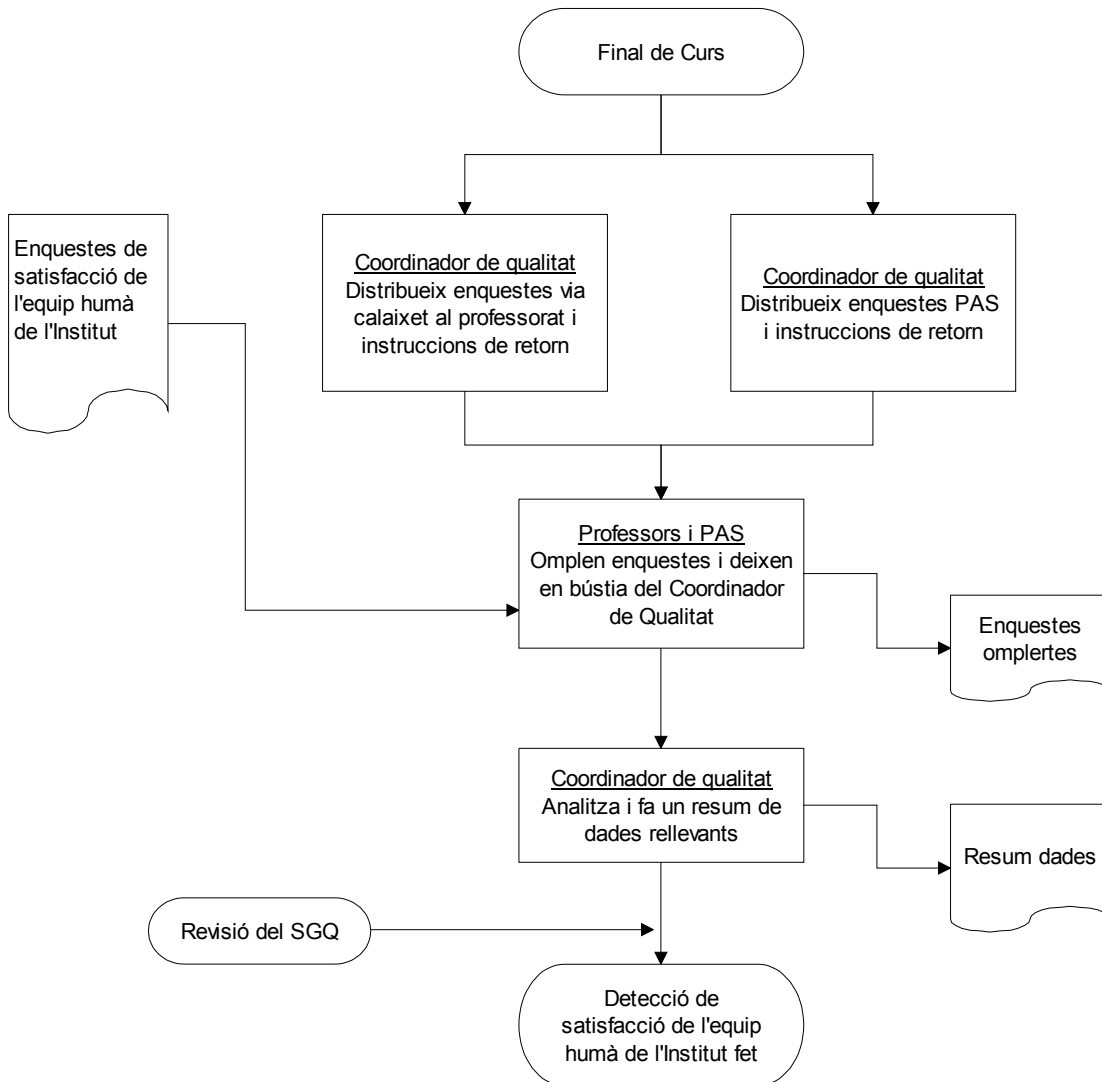 Final de Curs
Enquestes de
satisfacció de
l'equip humà
de l'Institut
Coordinador de qualitat
Distribueix enquestes via
calaixet al professorat i
instruccions de retorn
Coordinador de qualitat
Distribueix enquestes PAS
i instruccions de retorn
Professors i PAS
Omplen enquestes i deixen
en bústia del Coordinador
de Qualitat
Enquestes
omplertes
Coordinador de qualitat
Analitza i fa un resum de
dades rellevants
Resum dades
Revisió del SGQ
Detecció de
satisfacció de l'equip
humà de l'Institut fet